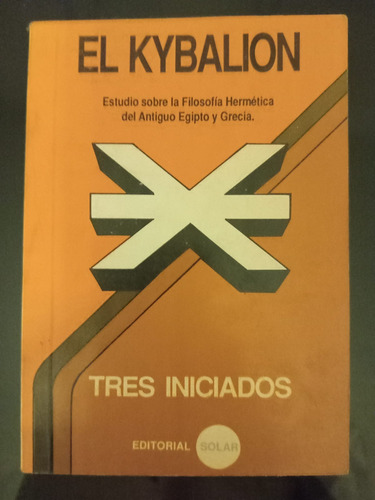 EL KYBALION
Estudio sobre la Filosofía Hermética
del Antiguo Egipto y Grecia.
TRES INICIADOS
EDITORIAL SOLAR